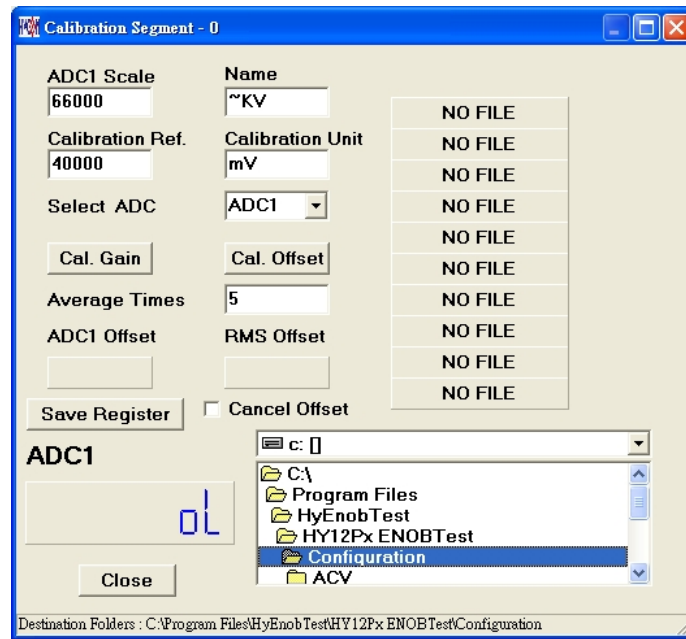 Calibration Segment - 0
ADC1 Scale
Name
66000
~KV
Calibration Ref.
Calibration Unit
40000
mV
Select ADC
ADC1
Cal. Gain
Cal. Offset
Average Times
5
ADC1 Offset
RMS Offset
Save Register
Cancel Offset
NO FILE
NO FILE
NO FILE
NO FILE
NO FILE
NO FILE
NO FILE
NO FILE
NO FILE
NO FILE
ADC1
oL
Close
c: []
C:\
Program Files
HyEnobTest
HY12Px ENOBTest
Configuration
ACV
Destination Folders : C:\Program Files\HyEnobTest\HY12Px ENOBTest\Configuration